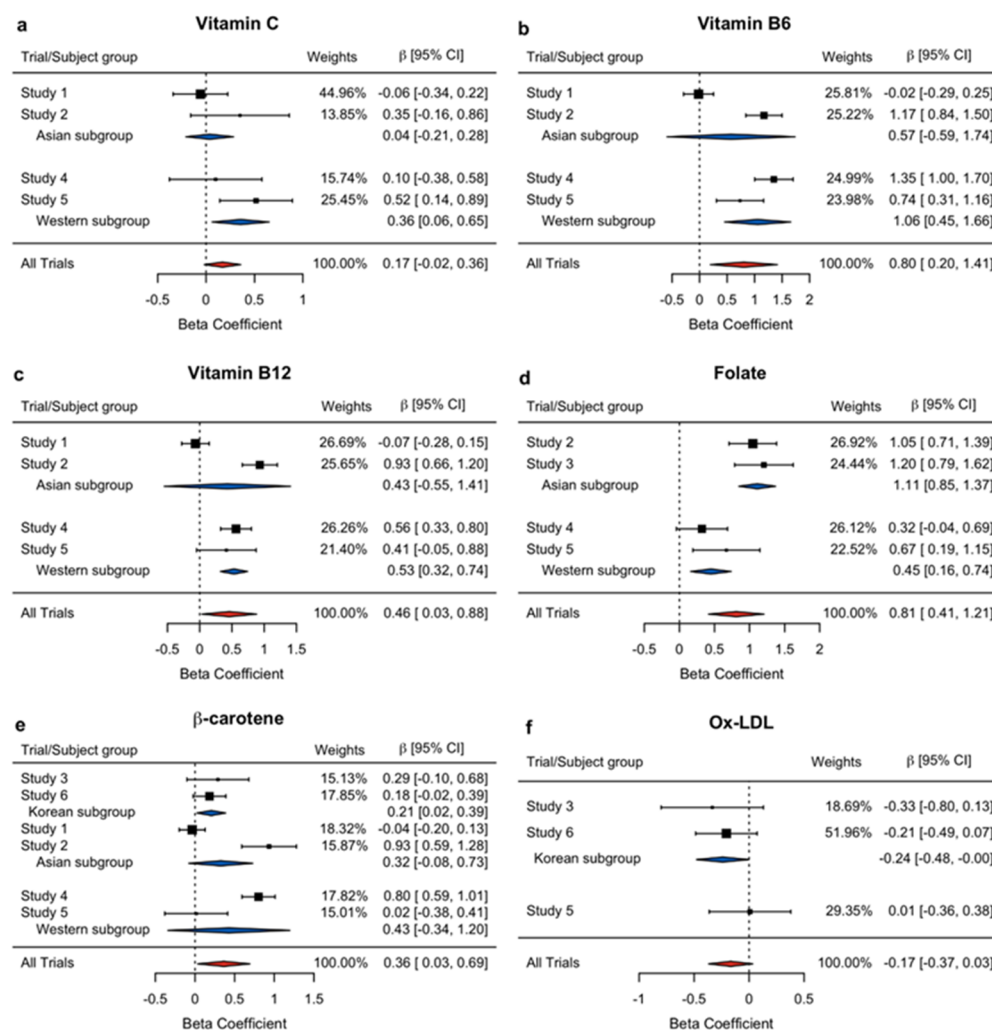 a Vitamin C
Trial/Subject group Weights β [95% CI]
Study 1 44.96% -0.06 [-0.34, 0.22]
Study 2 13.85% 0.35 [-0.16, 0.86]
Asian subgroup 0.04 [-0.21, 0.28]
Study 4 15.74% 0.10 [-0.38, 0.58]
Study 5 25.45% 0.52 [0.14, 0.89]
Western subgroup 0.36 [0.06, 0.65]
All Trials 100.00% 0.17 [-0.02, 0.36]
-0.5 0 0.5 1
Beta Coefficient
b Vitamin B6
Trial/Subject group Weights β [95% CI]
Study 1 25.81% -0.02 [-0.29, 0.25]
Study 2 25.22% 1.17 [ 0.84, 1.50]
Asian subgroup 0.57 [-0.59, 1.74]
Study 4 24.99% 1.35 [ 1.00, 1.70]
Study 5 23.98% 0.74 [ 0.31, 1.16]
Western subgroup 1.06 [0.45, 1.66]
All Trials 100.00% 0.80 [ 0.20, 1.41]
-0.5 0 0.5 1 1.5 2
Beta Coefficient
c Vitamin B12
Trial/Subject group Weights β [95% CI]
Study 1 26.69% -0.07 [-0.28, 0.15]
Study 2 25.65% 0.93 [ 0.66, 1.20]
Asian subgroup 0.43 [-0.55, 1.41]
Study 4 26.26% 0.56 [ 0.33, 0.80]
Study 5 21.40% 0.41 [-0.05, 0.88]
Western subgroup 0.53 [0.32, 0.74]
All Trials 100.00% 0.46 [ 0.03, 0.88]
-0.5 0 0.5 1 1.5
Beta Coefficient
d Folate
Trial/Subject group Weights β [95% CI]
Study 2 26.92% 1.05 [ 0.71, 1.39]
Study 3 24.44% 1.20 [ 0.79, 1.62]
Asian subgroup 1.11 [0.85, 1.37]
Study 4 26.12% 0.32 [-0.04, 0.69]
Study 5 22.52% 0.67 [ 0.19, 1.15]
Western subgroup 0.45 [0.16, 0.74]
All Trials 100.00% 0.81 [ 0.41, 1.21]
-0.5 0 0.5 1 1.5 2
Beta Coefficient
e β-carotene
Trial/Subject group Weights β [95% CI]
Study 3 15.13% 0.29 [-0.10, 0.68]
Study 6 17.85% 0.18 [-0.02, 0.39]
Korean subgroup 0.21 [0.02, 0.39]
Study 1 18.32% -0.04 [-0.20, 0.13]
Study 2 15.87% 0.93 [ 0.59, 1.28]
Asian subgroup 0.32 [-0.08, 0.73]
Study 4 17.82% 0.80 [ 0.59, 1.01]
Study 5 15.01% 0.02 [-0.38, 0.41]
Western subgroup 0.43 [-0.34, 1.20]
All Trials 100.00% 0.36 [ 0.03, 0.69]
-0.5 0 0.5 1 1.5
Beta Coefficient
f Ox-LDL
Trial/Subject group Weights β [95% CI]
Study 3 18.69% -0.33 [-0.80, 0.13]
Study 6 51.96% -0.21 [-0.49, 0.07]
Korean subgroup -0.24 [-0.48, -0.00]
Study 5 29.35% 0.01 [-0.36, 0.38]
All Trials 100.00% -0.17 [-0.37, 0.03]
-1 -0.5 0 0.5
Beta Coefficient